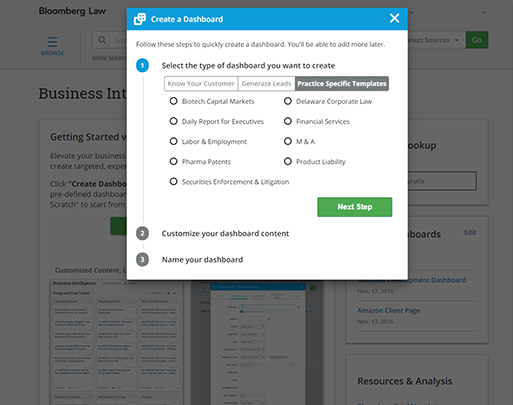 Bloomberg Law
Create a Dashboard
BROWSE
Sources
Go
NOW SEAR
Follow these steps to quickly create a dashboard. You'll be able to add more later.
1 Select the type of dashboard you want to create
Know Your Customer Generate Leads Practice Specific Templates
Biotech Capital Markets Delaware Corporate Law
Daily Report for Executives Financial Services
Labor & Employment M & A
Pharma Patents Product Liability
Securities Enforcement & Litigation
Next Step
2 Customize your dashboard content
3 Name your dashboard
Business Int
Getting Started w
Elevate your business
create targeted, exper
Click "Create Dashbo
pre-defined dashboar
Scratch" to start from
Customized Content, L
Business Intelligence
ookup
profile
boards Edit
Development Dashboard
Nov. 17, 2016
Amazon Client Page
Nov. 17, 2016
Resources & Analysis